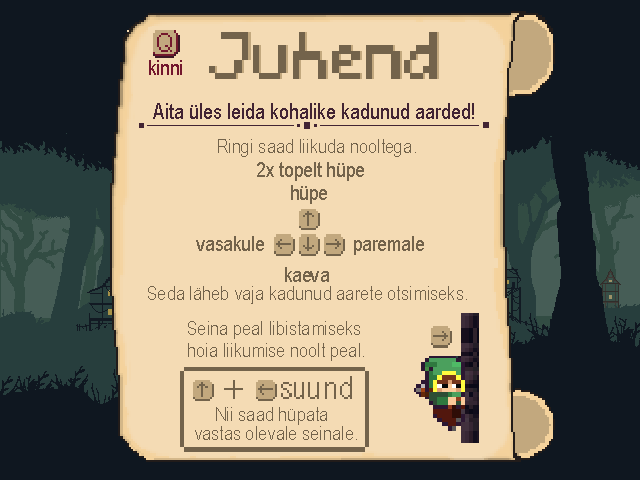 Q
kinni
Juhend
Aita üles leida kohalike kadunud aarded!
Ringi saad liikuda nooltega.
2x topelt hüpe
hüpe
↑
vasakule ← ↓ → paremale
kaeva
Seda läheb vaja kadunud aarete otsimiseks.
Seina peal libistamiseks
hoia liikumise noolt peal.
→
↑ + ←suund
Nii saad hüpata
vastas olevale seinale.